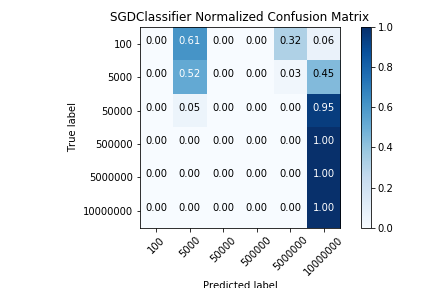 SGDClassifier Normalized Confusion Matrix
True label
100 0.00 0.61 0.00 0.00 0.32 0.06
5000 0.00 0.52 0.00 0.00 0.03 0.45
50000 0.00 0.05 0.00 0.00 0.00 0.95
500000 0.00 0.00 0.00 0.00 0.00 1.00
5000000 0.00 0.00 0.00 0.00 0.00 1.00
10000000 0.00 0.00 0.00 0.00 0.00 1.00
100 5000 50000 500000 5000000 10000000
Predicted label
1.0
0.8
0.6
0.4
0.2
0.0